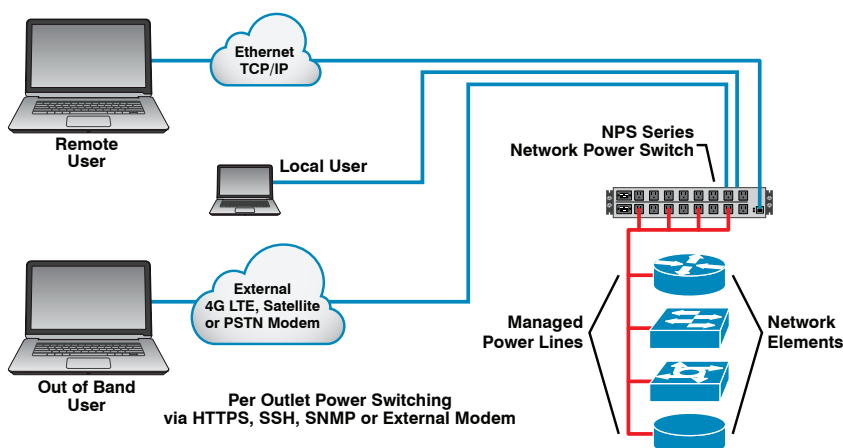 Ethernet
TCP/IP
Remote
User
Local User
NPS Series
Network Power Switch
External
4G LTE, Satellite
or PSTN Modem
Out of Band
User
Managed
Power Lines
Network
Elements
Per Outlet Power Switching
via HTTPS, SSH, SNMP or External Modem